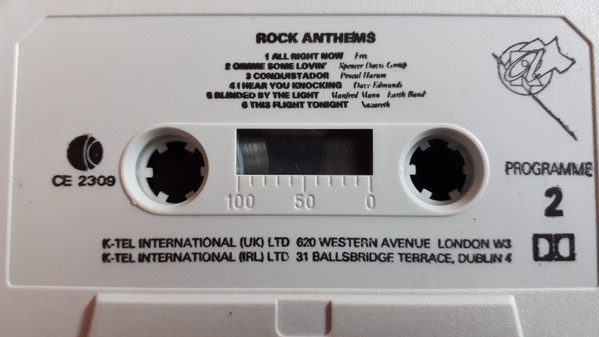 ROCK ANTHEMS
1 ALL RIGHT NOW Free
2 GIMME SOME LOVIN' Spencer Davis Group
3 CONQUISTADOR Procul Harum
4 I HEAR YOU KNOCKING Dave Edmunds
5 BLINDED BY THE LIGHT Manfred Mann Earth Band
6 THIS FLIGHT TONIGHT Nazareth
CE 2309
PROGRAMME
2
100 50 0
K-TEL INTERNATIONAL (UK) LTD 620 WESTERN AVENUE LONDON W3
K-TEL INTERNATIONAL (IRL) LTD 31 BALLSBRIDGE TERRACE, DUBLIN 4